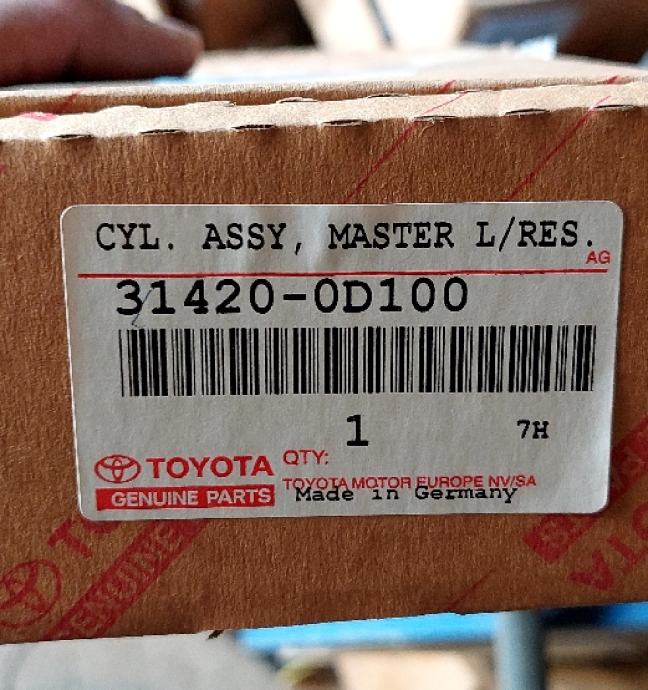 CYL. ASSY, MASTER L/RES.
AG
31420-0D100
1
7H
TOYOTA
QTY:
GENUINE PARTS
TOYOTA MOTOR EUROPE NV/SA
Made in Germany